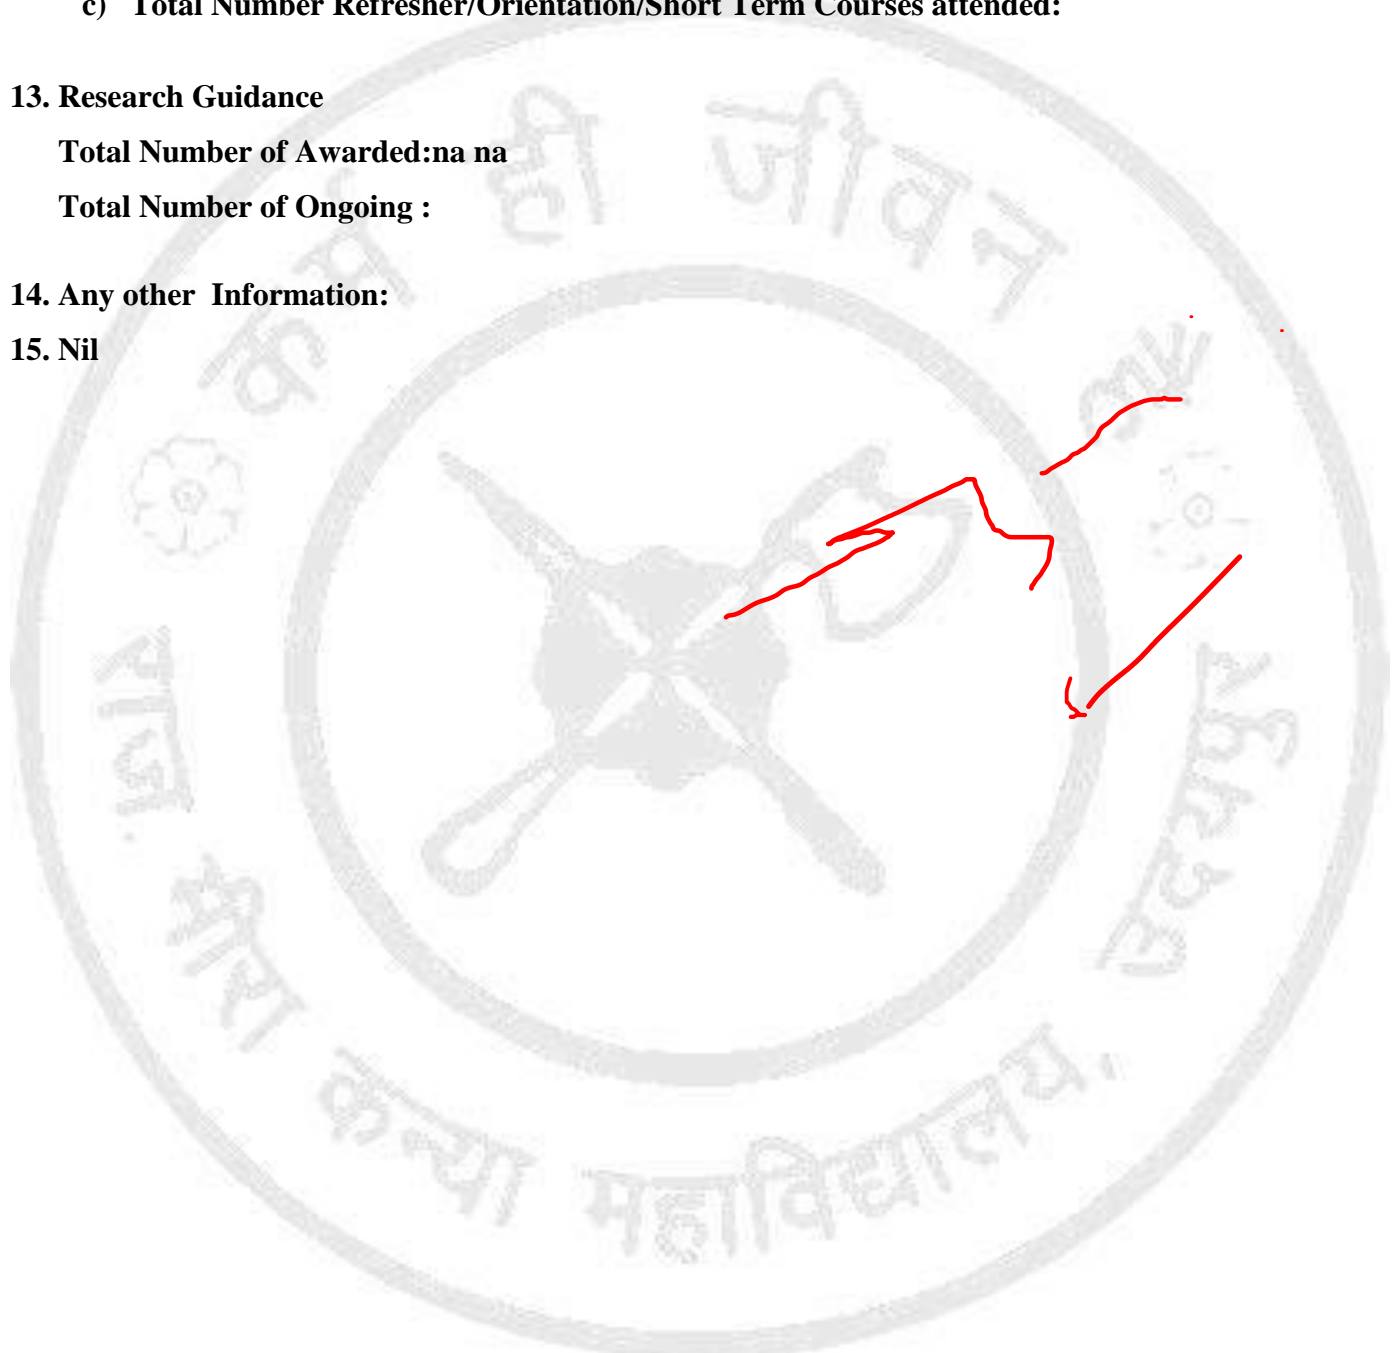 c) Total Number Refresher/Orientation/Short Term Courses attended:
13. Research Guidance
Total Number of Awarded:na na
Total Number of Ongoing :
14. Any other Information:
15. Nil
कर्म ही जीवन
राज. मीरा कन्या महाविद्यालय,